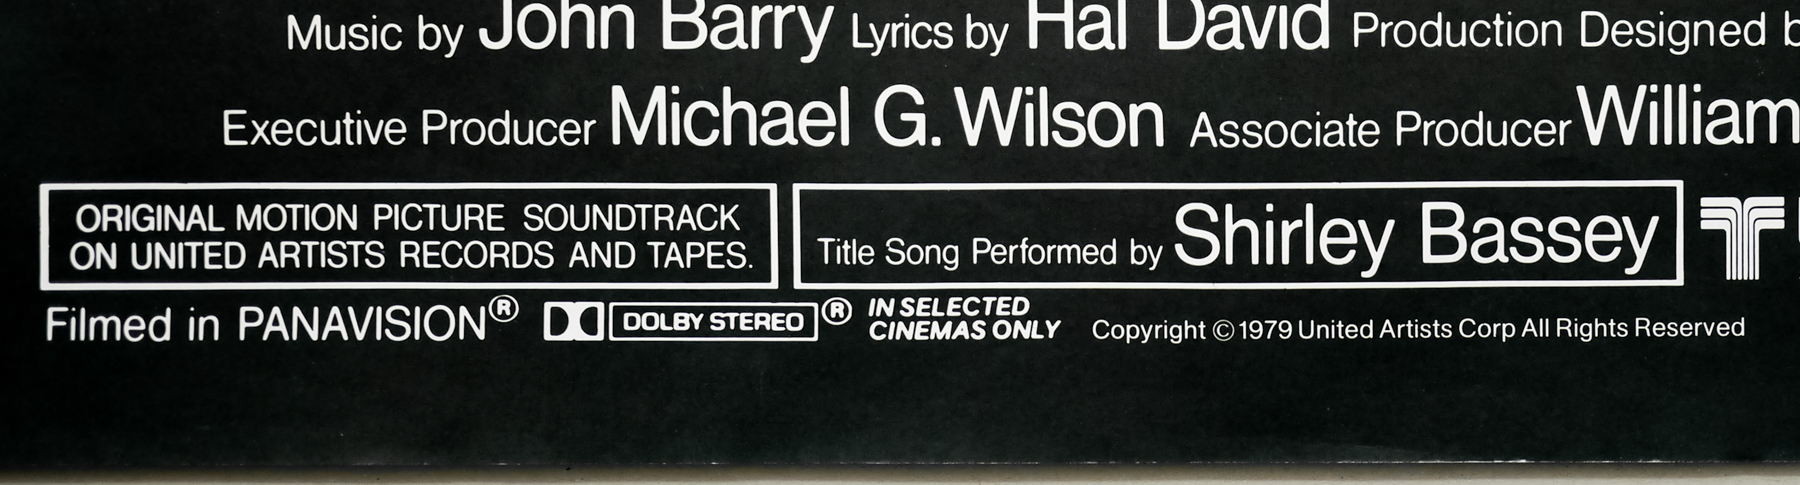 Music by John Barry Lyrics by Hal David Production Designed
Executive Producer Michael G. Wilson Associate Producer William
ORIGINAL MOTION PICTURE SOUNDTRACK
ON UNITED ARTISTS RECORDS AND TAPES.
Title Song Performed by Shirley Bassey
Filmed in PANAVISION® DOLBY STEREO® IN SELECTED
CINEMAS ONLY
Copyright © 1979 United Artists Corp All Rights Reserved